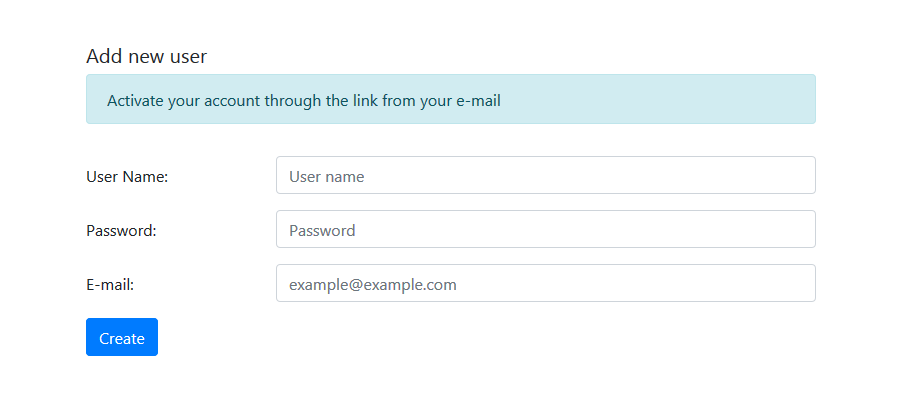 Add new user
Activate your account through the link from your e-mail
User Name: User name
Password: Password
E-mail: example@example.com
Create